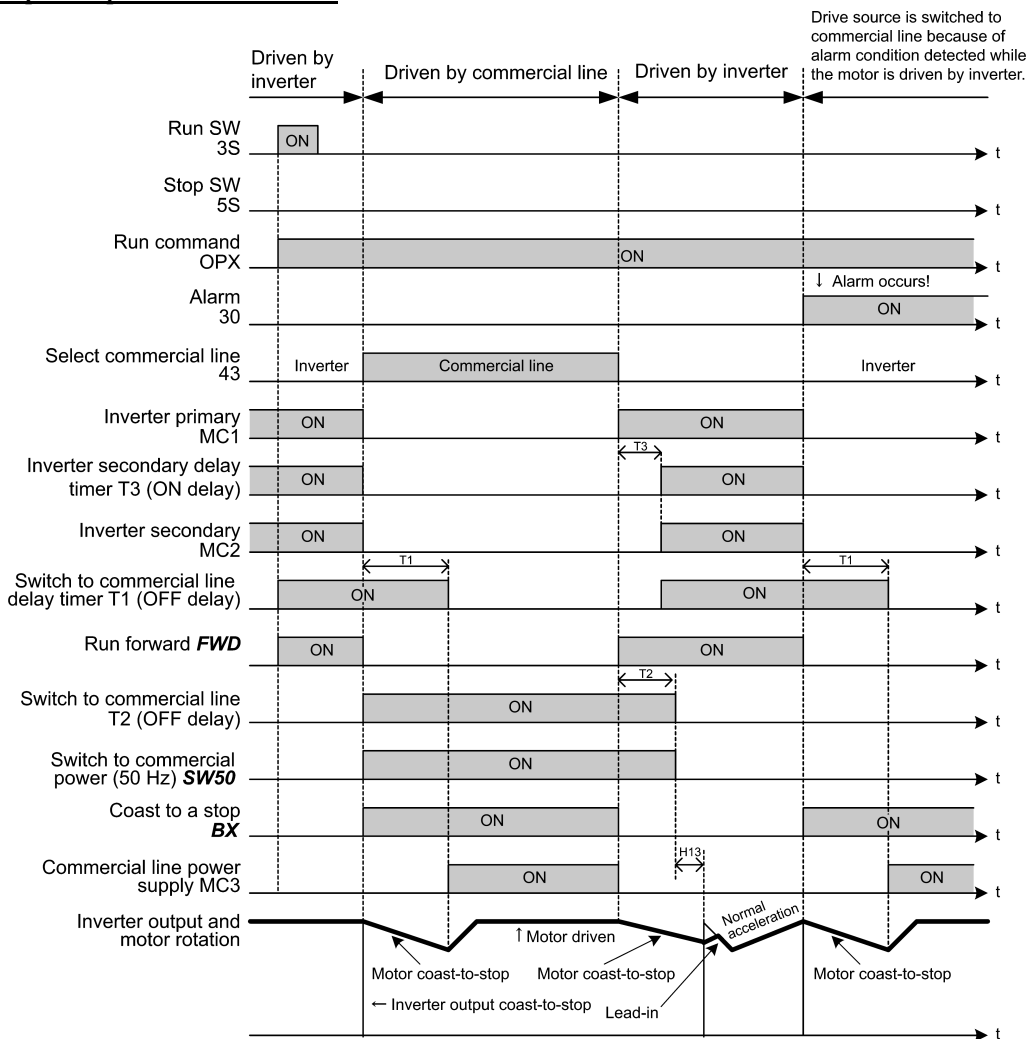 Drive source is switched to
commercial line because of
alarm condition detected while
the motor is driven by inverter.
Driven by
inverter
Driven by commercial line
Driven by inverter
Run SW
3S
ON
t
Stop SW
5S
t
Run command
OPX
ON
t
↓ Alarm occurs!
Alarm
30
ON
t
Select commercial line
43
Inverter
Commercial line
Inverter
t
Inverter primary
MC1
ON
ON
t
T3
Inverter secondary delay
timer T3 (ON delay)
ON
ON
t
Inverter secondary
MC2
ON
ON
t
T1
T1
Switch to commercial line
delay timer T1 (OFF delay)
ON
ON
t
Run forward FWD
ON
ON
t
T2
Switch to commercial line
T2 (OFF delay)
ON
t
Switch to commercial
power (50 Hz) SW50
ON
t
Coast to a stop
BX
ON
ON
t
H13
Commercial line power
supply MC3
ON
ON
t
Inverter output and
motor rotation
↑ Motor driven
Normal
acceleration
Motor coast-to-stop
Motor coast-to-stop
Motor coast-to-stop
← Inverter output coast-to-stop
Lead-in
t